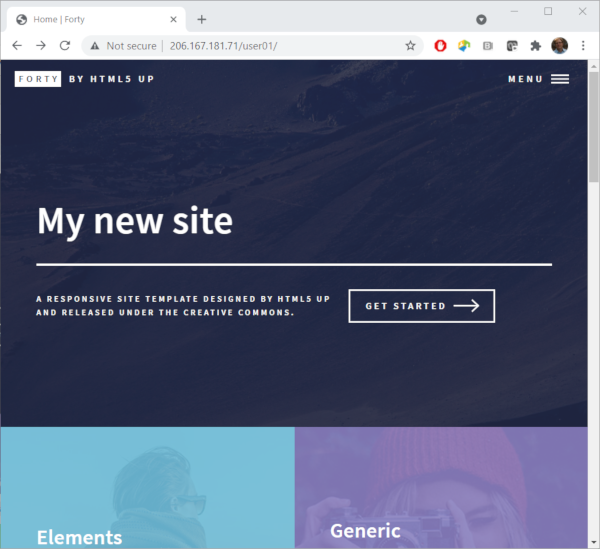 Home | Forty
Not secure | 206.167.181.71/user01/
FORTY BY HTML5 UP
MENU
My new site
A RESPONSIVE SITE TEMPLATE DESIGNED BY HTML5 UP
AND RELEASED UNDER THE CREATIVE COMMONS.
GET STARTED
Elements
Generic